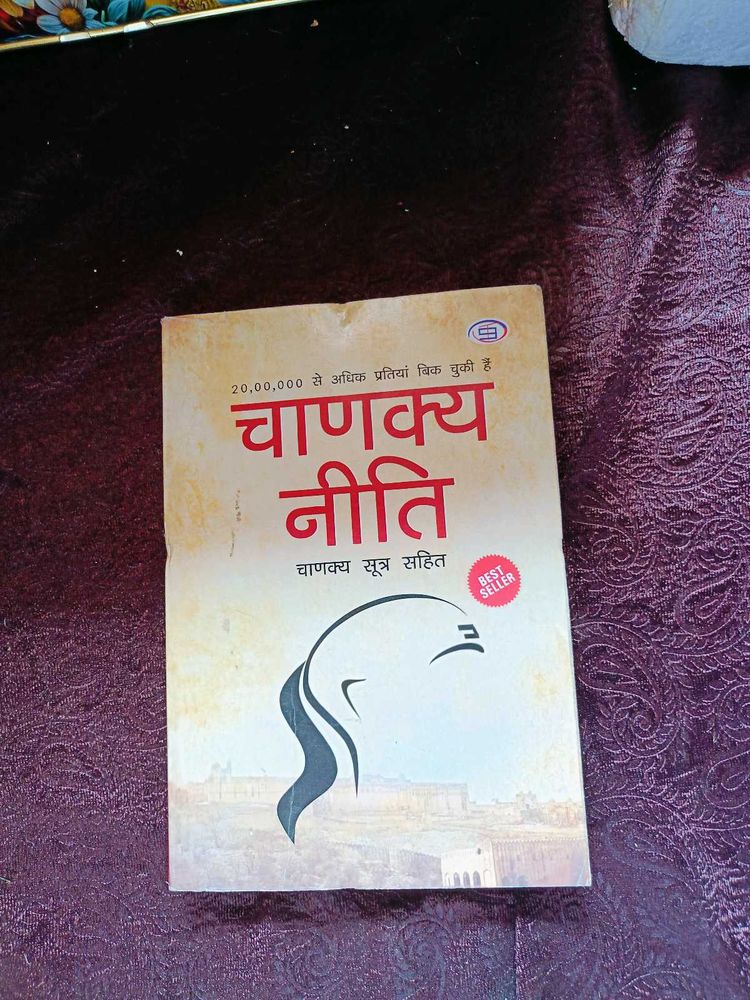 20,00,000 से अधिक प्रतियां बिक चुकी हैं
चाणक्य
नीति
चाणक्य सूत्र सहित
BEST
SELLER